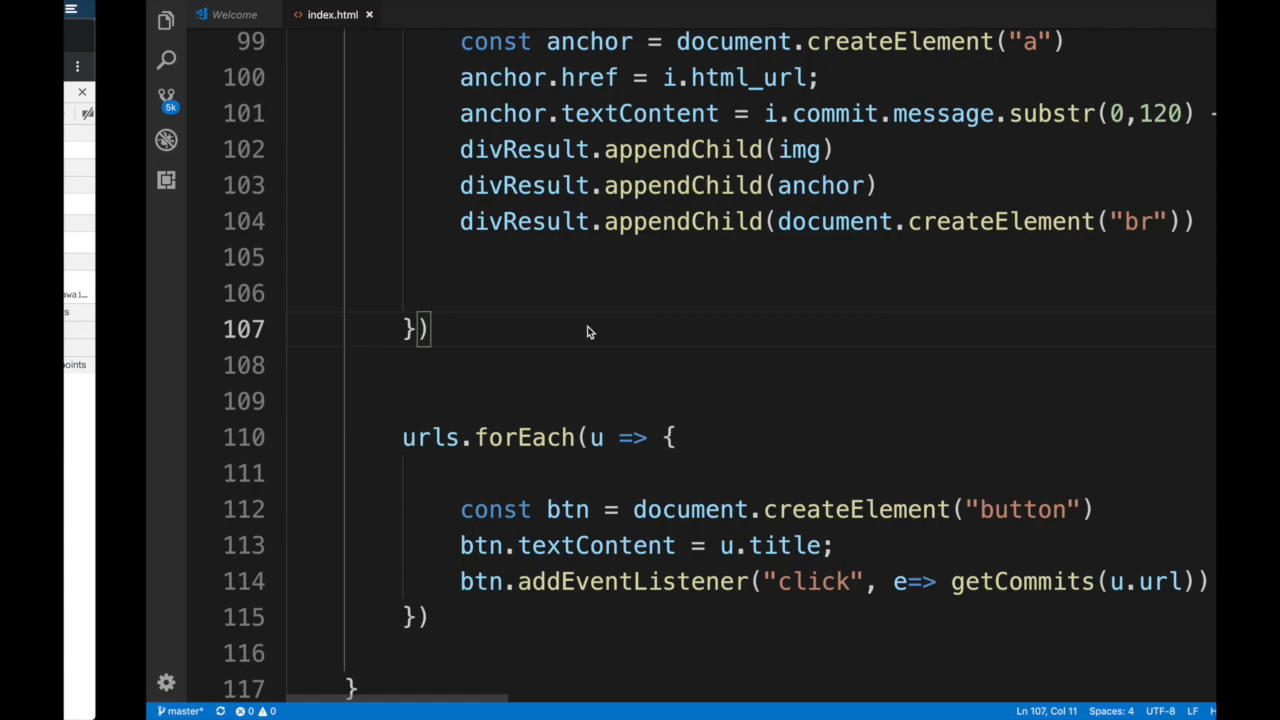 Welcome
index.html
99 const anchor = document.createElement("a")
100 anchor.href = i.html_url;
101 anchor.textContent = i.commit.message.substr(0,120) -
102 divResult.appendChild(img)
103 divResult.appendChild(anchor)
104 divResult.appendChild(document.createElement("br"))
105
106
107 })
108
109
110 urls.forEach(u => {
111
112 const btn = document.createElement("button")
113 btn.textContent = u.title;
114 btn.addEventListener("click", e=> getCommits(u.url))
115 })
116
117 }
5k
awai…
s
points
master* 0 0 Ln 107, Col 11 Spaces: 4 UTF-8 LF H